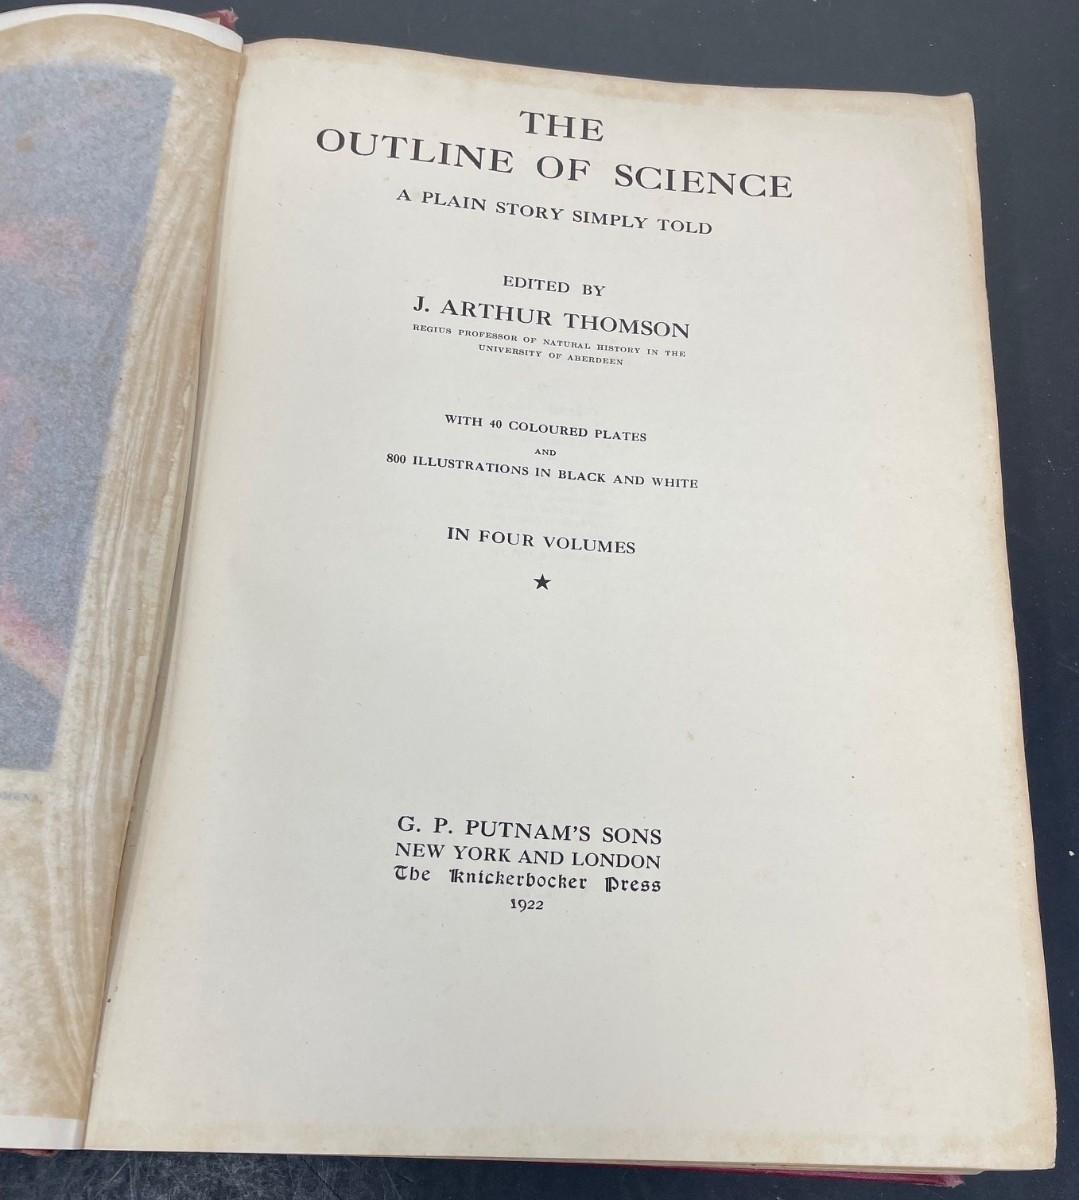 THE
OUTLINE OF SCIENCE
A PLAIN STORY SIMPLY TOLD
EDITED BY
J. ARTHUR THOMSON
REGIUS PROFESSOR OF NATURAL HISTORY IN THE
UNIVERSITY OF ABERDEEN
WITH 40 COLOURED PLATES
AND
800 ILLUSTRATIONS IN BLACK AND WHITE
IN FOUR VOLUMES
★
G. P. PUTNAM'S SONS
NEW YORK AND LONDON
The Knickerbocker Press
1922